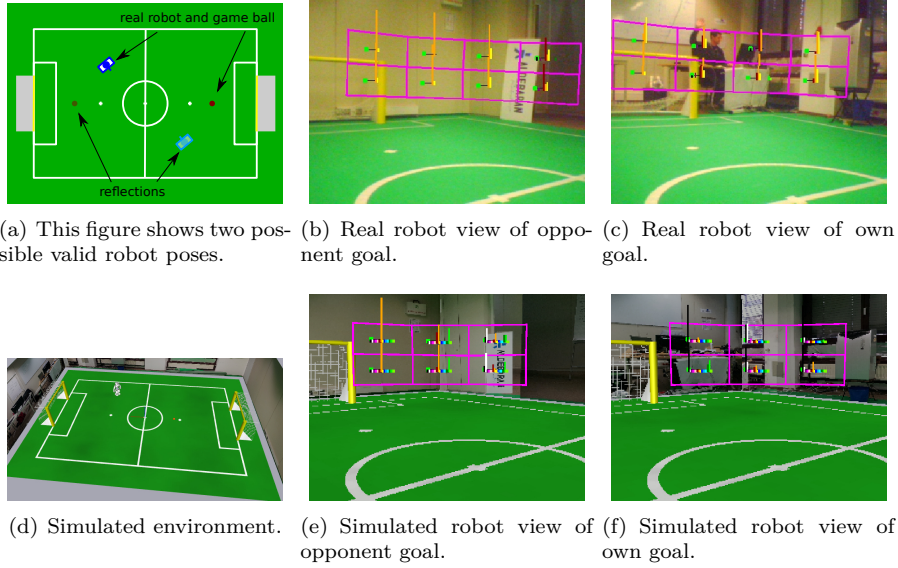 real robot and game ball
reflections
(a) This figure shows two pos-
sible valid robot poses.
(b) Real robot view of oppo-
nent goal.
(c) Real robot view of own
goal.
(d) Simulated environment.
(e) Simulated robot view of
opponent goal.
(f) Simulated robot view of
own goal.